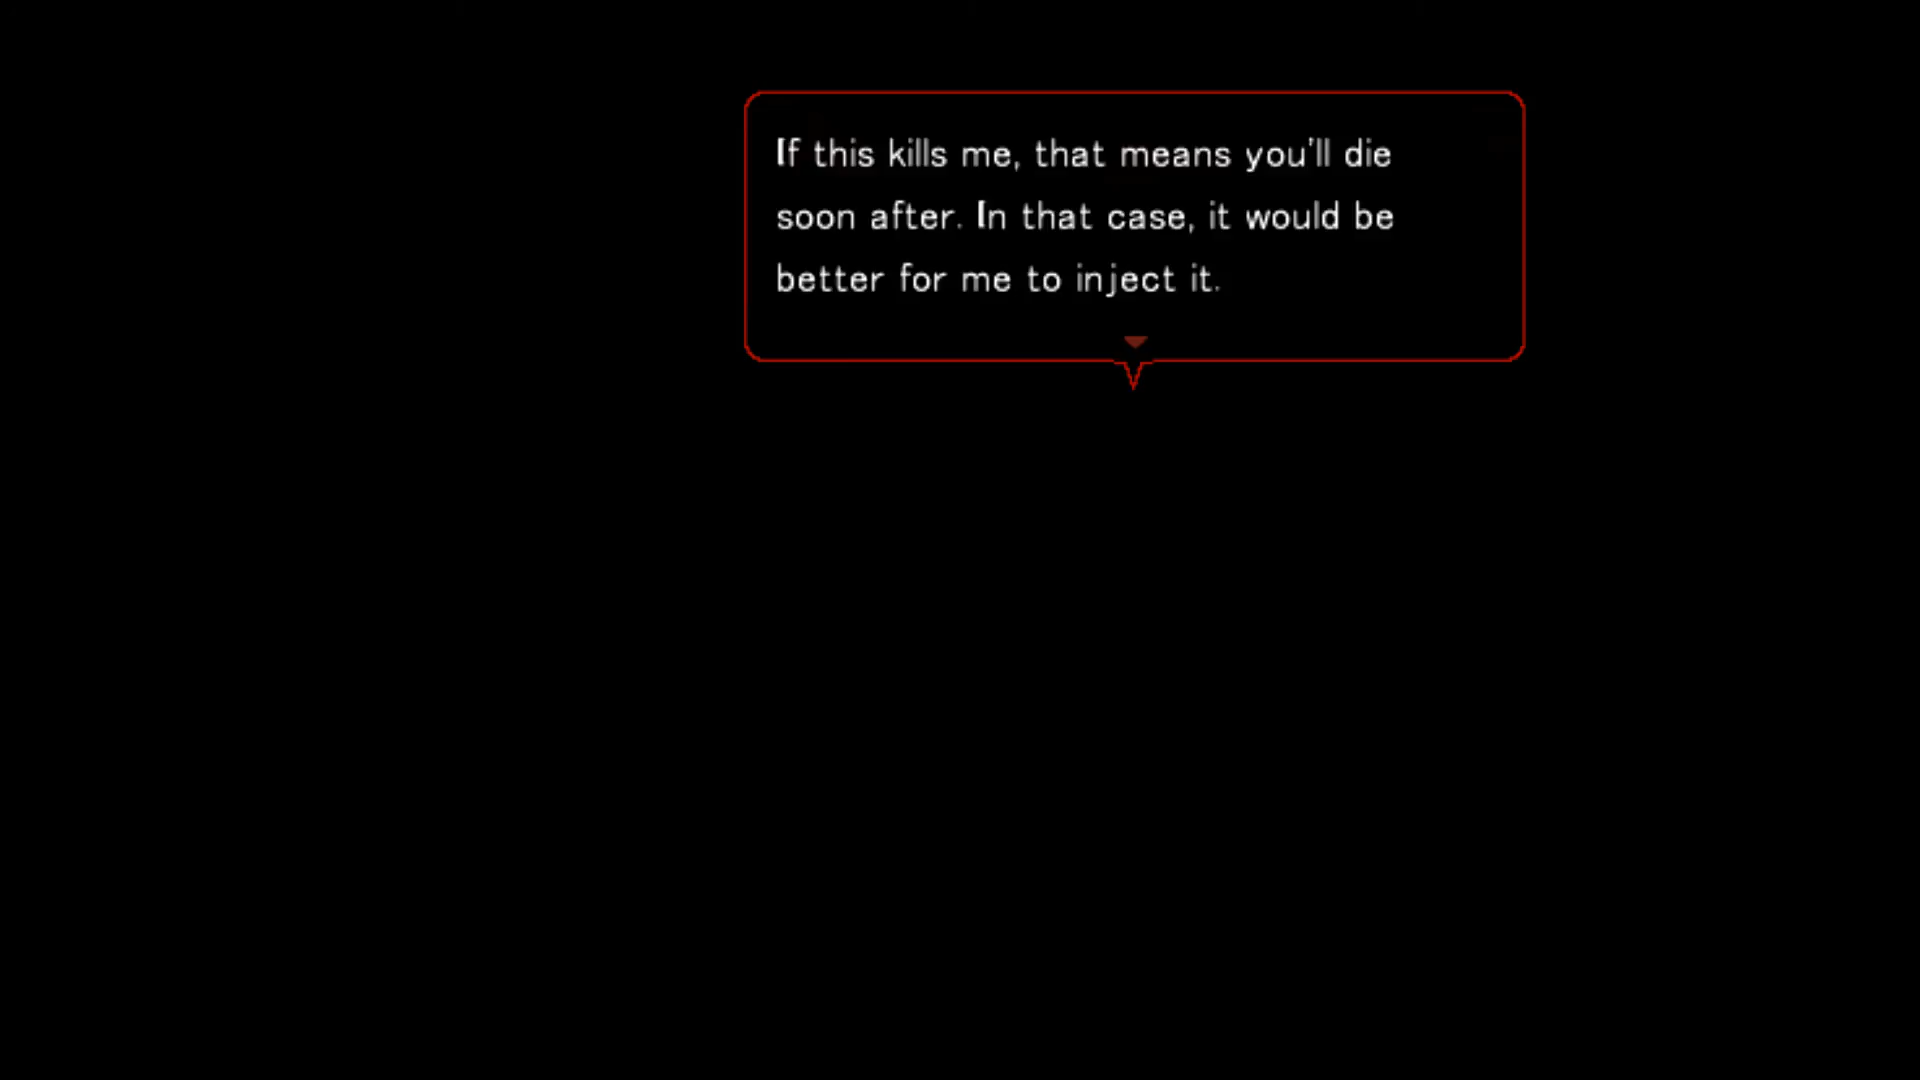 If this kills me, that means you'll die
soon after. In that case, it would be
better for me to inject it.